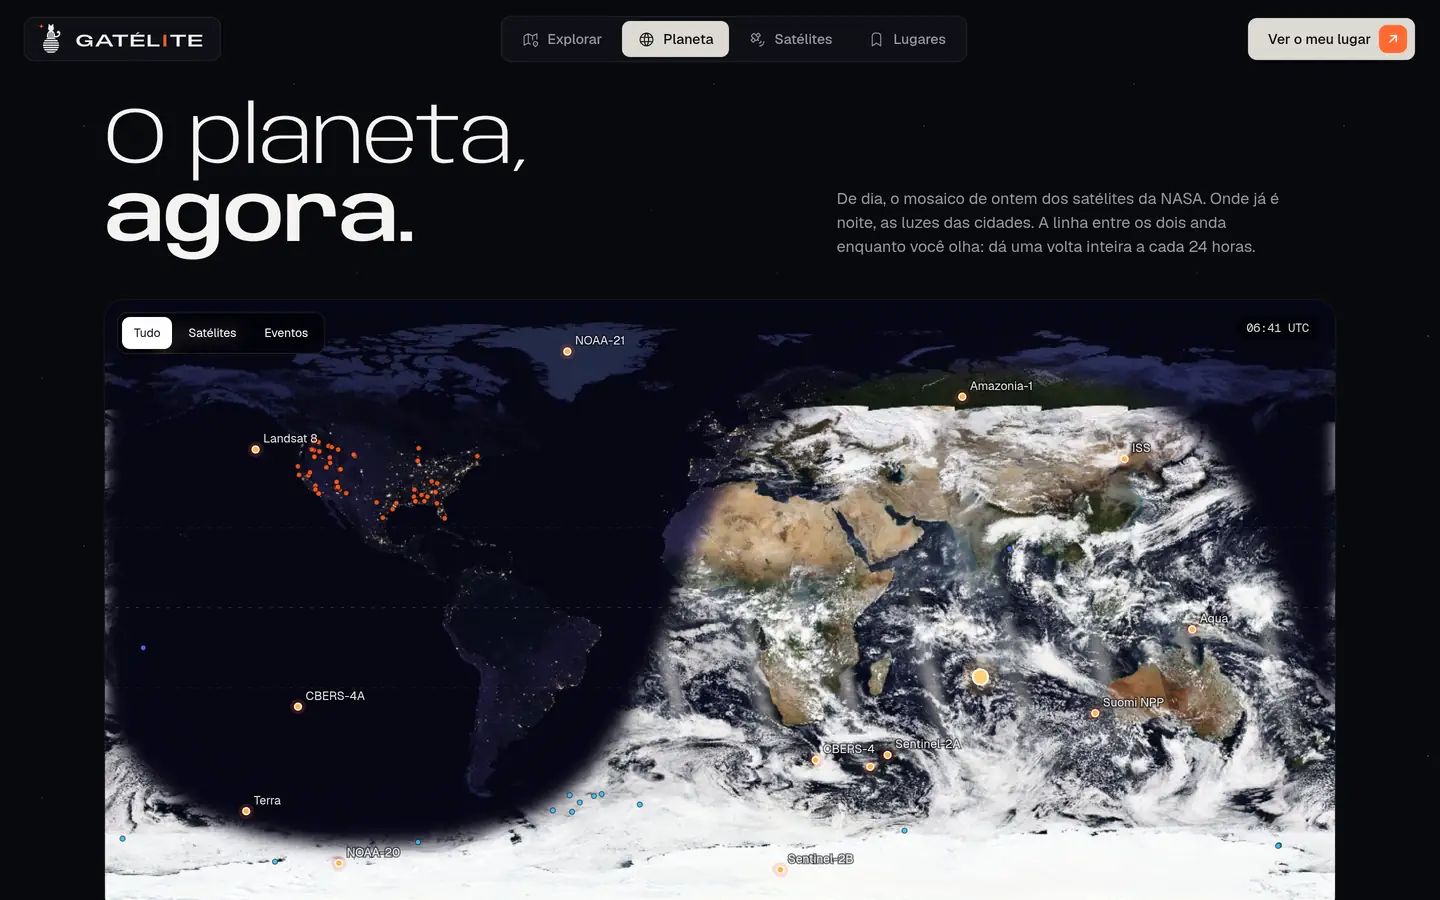 GATÉLITE
Explorar
Planeta
Satélites
Lugares
Ver o meu lugar
O planeta,
agora.
De dia, o mosaico de ontem dos satélites da NASA. Onde já é
noite, as luzes das cidades. A linha entre os dois anda
enquanto você olha: dá uma volta inteira a cada 24 horas.
Tudo
Satélites
Eventos
06:41 UTC
NOAA-21
Amazonia-1
Landsat 8
ISS
Aqua
CBERS-4A
Suomi NPP
CBERS-4
Sentinel-2A
Terra
NOAA-20
Sentinel-2B